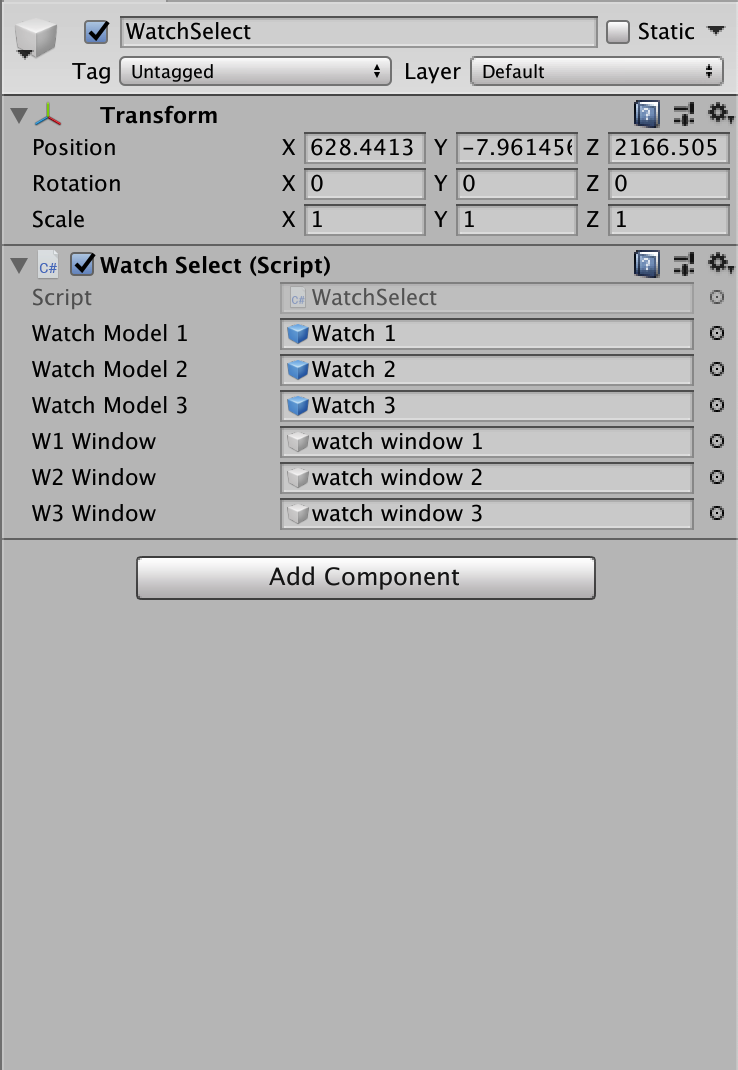 WatchSelect Static
Tag Untagged Layer Default
Transform
Position X 628.4413 Y -7.961456 Z 2166.505
Rotation X 0 Y 0 Z 0
Scale X 1 Y 1 Z 1
C# Watch Select (Script)
Script C# WatchSelect
Watch Model 1 Watch 1
Watch Model 2 Watch 2
Watch Model 3 Watch 3
W1 Window watch window 1
W2 Window watch window 2
W3 Window watch window 3
Add Component